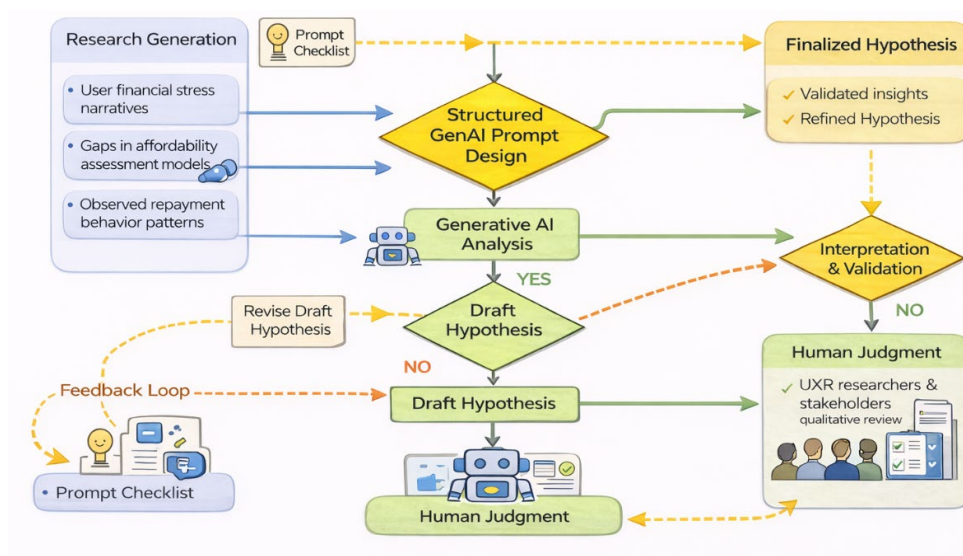 Research Generation
• User financial stress
narratives
• Gaps in affordability
assessment models
• Observed repayment
behavior patterns
Prompt
Checklist
Structured
GenAI Prompt
Design
Finalized Hypothesis
✓ Validated insights
✓ Refined Hypothesis
Generative AI
Analysis
YES
Interpretation
& Validation
NO
Revise Draft
Hypothesis
Draft
Hypothesis
NO
Feedback Loop
Draft Hypothesis
Human Judgment
✓ UXR researchers &
stakeholders
qualitative review
• Prompt Checklist
Human Judgment